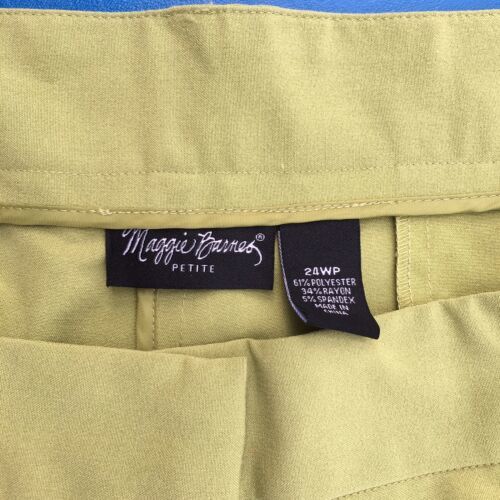 Maggie Barnes®
PETITE
24WP
61% POLYESTER
34% RAYON
5% SPANDEX
MADE IN
CHINA